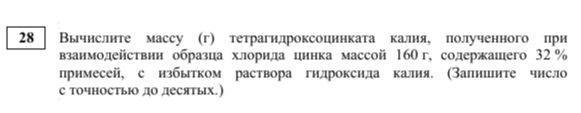 28 Вычислите массу (г) тетрагидроксоцинката калия, полученного при
взаимодействии образца хлорида цинка массой 160 г, содержащего 32 %
примесей, с избытком раствора гидроксида калия. (Запишите число
с точностью до десятых.)